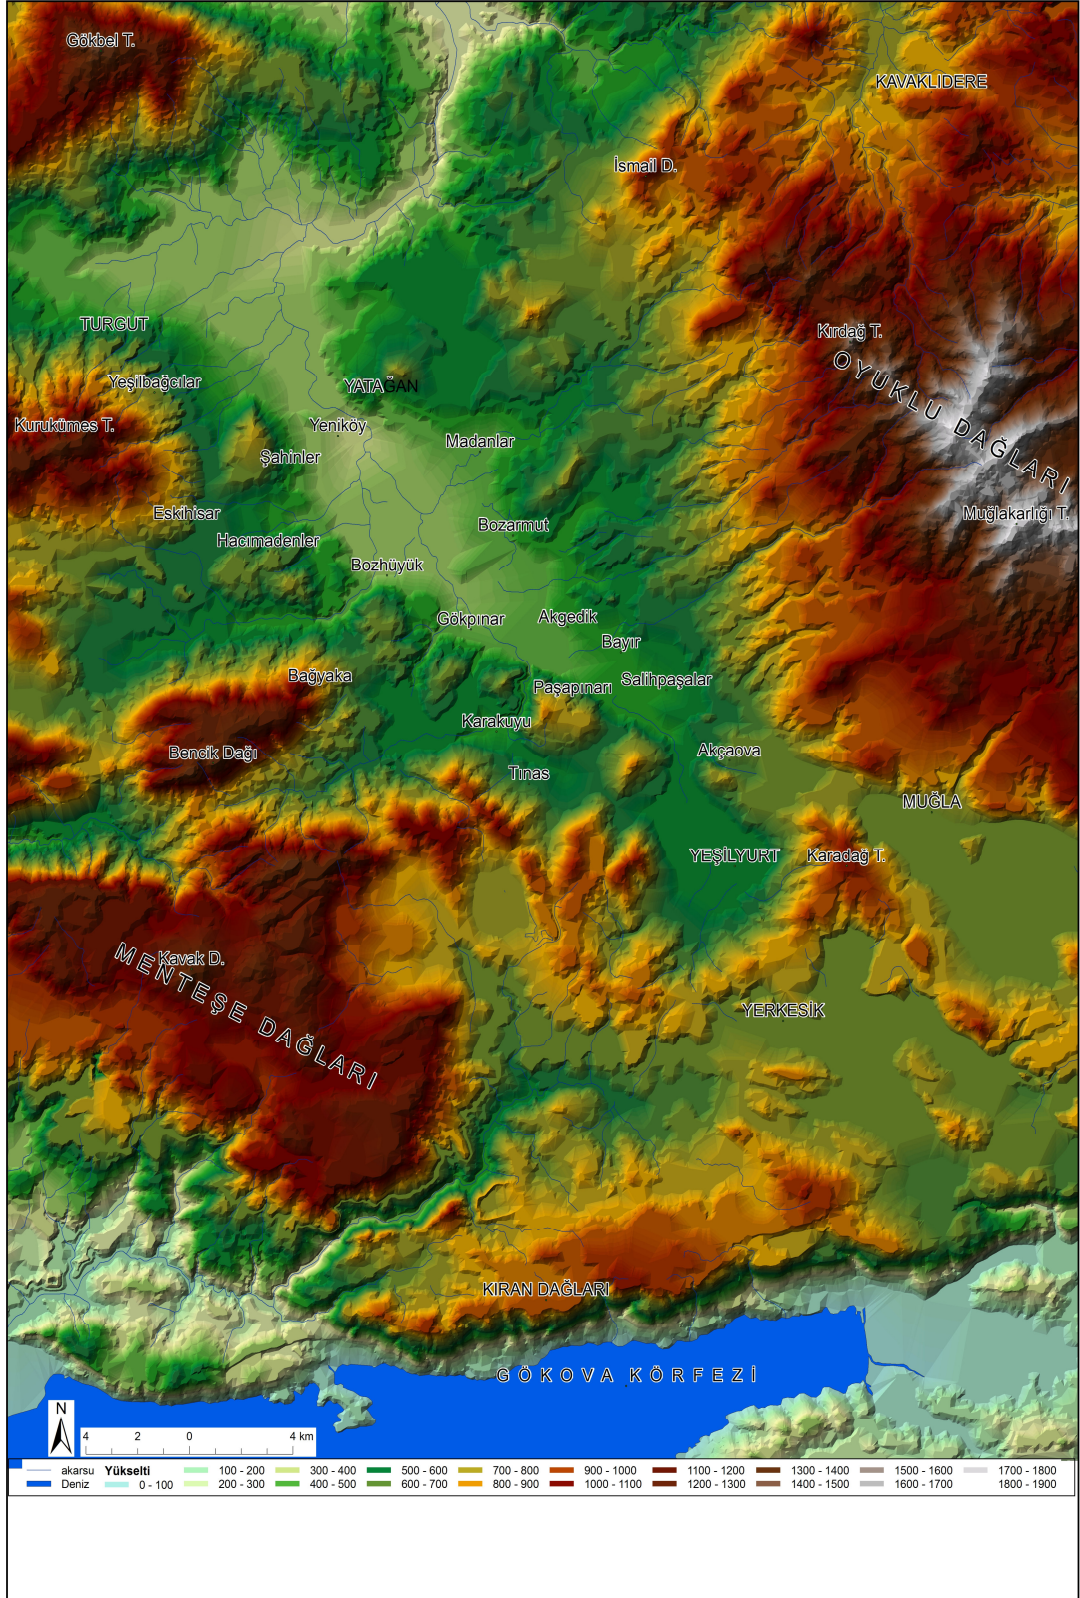 Gökbel T.
KAVAKLIDERE
İsmail D.
TURGUT
Kırdağ T.
OYUKLU DAĞLARI
Yeşilbağcılar
YATAĞAN
Kurukümes T.
Yeniköy
Madanlar
Şahinler
Eskihisar
Muğlakarlığı T.
Bozarmut
Hacımadenler
Bozhüyük
Gökpınar
Akgedik
Bayır
Bağyaka
Paşapınarı
Salihpaşalar
Karakuyu
Bencik Dağı
Akçaova
Tınas
MUĞLA
YEŞİLYURT
Karadağ T.
Kavak D.
MENTEŞE DAĞLARI
YERKESİK
KIRAN DAĞLARI
GÖKOVA KÖRFEZİ
N
4 2 0 4 km
akarsu Yükselti 100 - 200 300 - 400 500 - 600 700 - 800 900 - 1000 1100 - 1200 1300 - 1400 1500 - 1600 1700 - 1800
Deniz 0 - 100 200 - 300 400 - 500 600 - 700 800 - 900 1000 - 1100 1200 - 1300 1400 - 1500 1600 - 1700 1800 - 1900